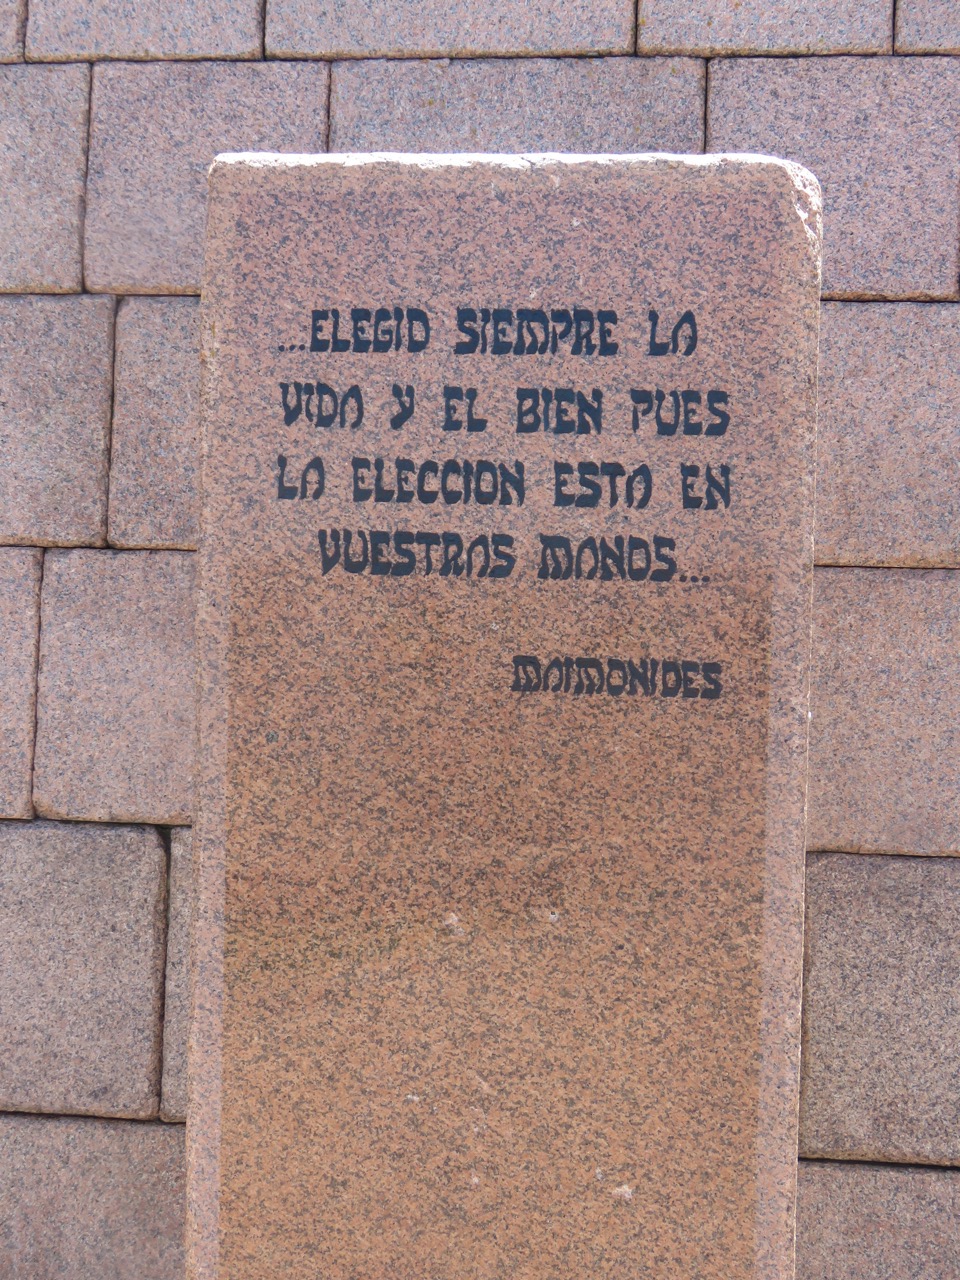 ...ELEGID SIEMPRE LA
VIDA Y EL BIEN PUES
LA ELECCION ESTA EN
VUESTRAS MANOS...
MAIMONIDES